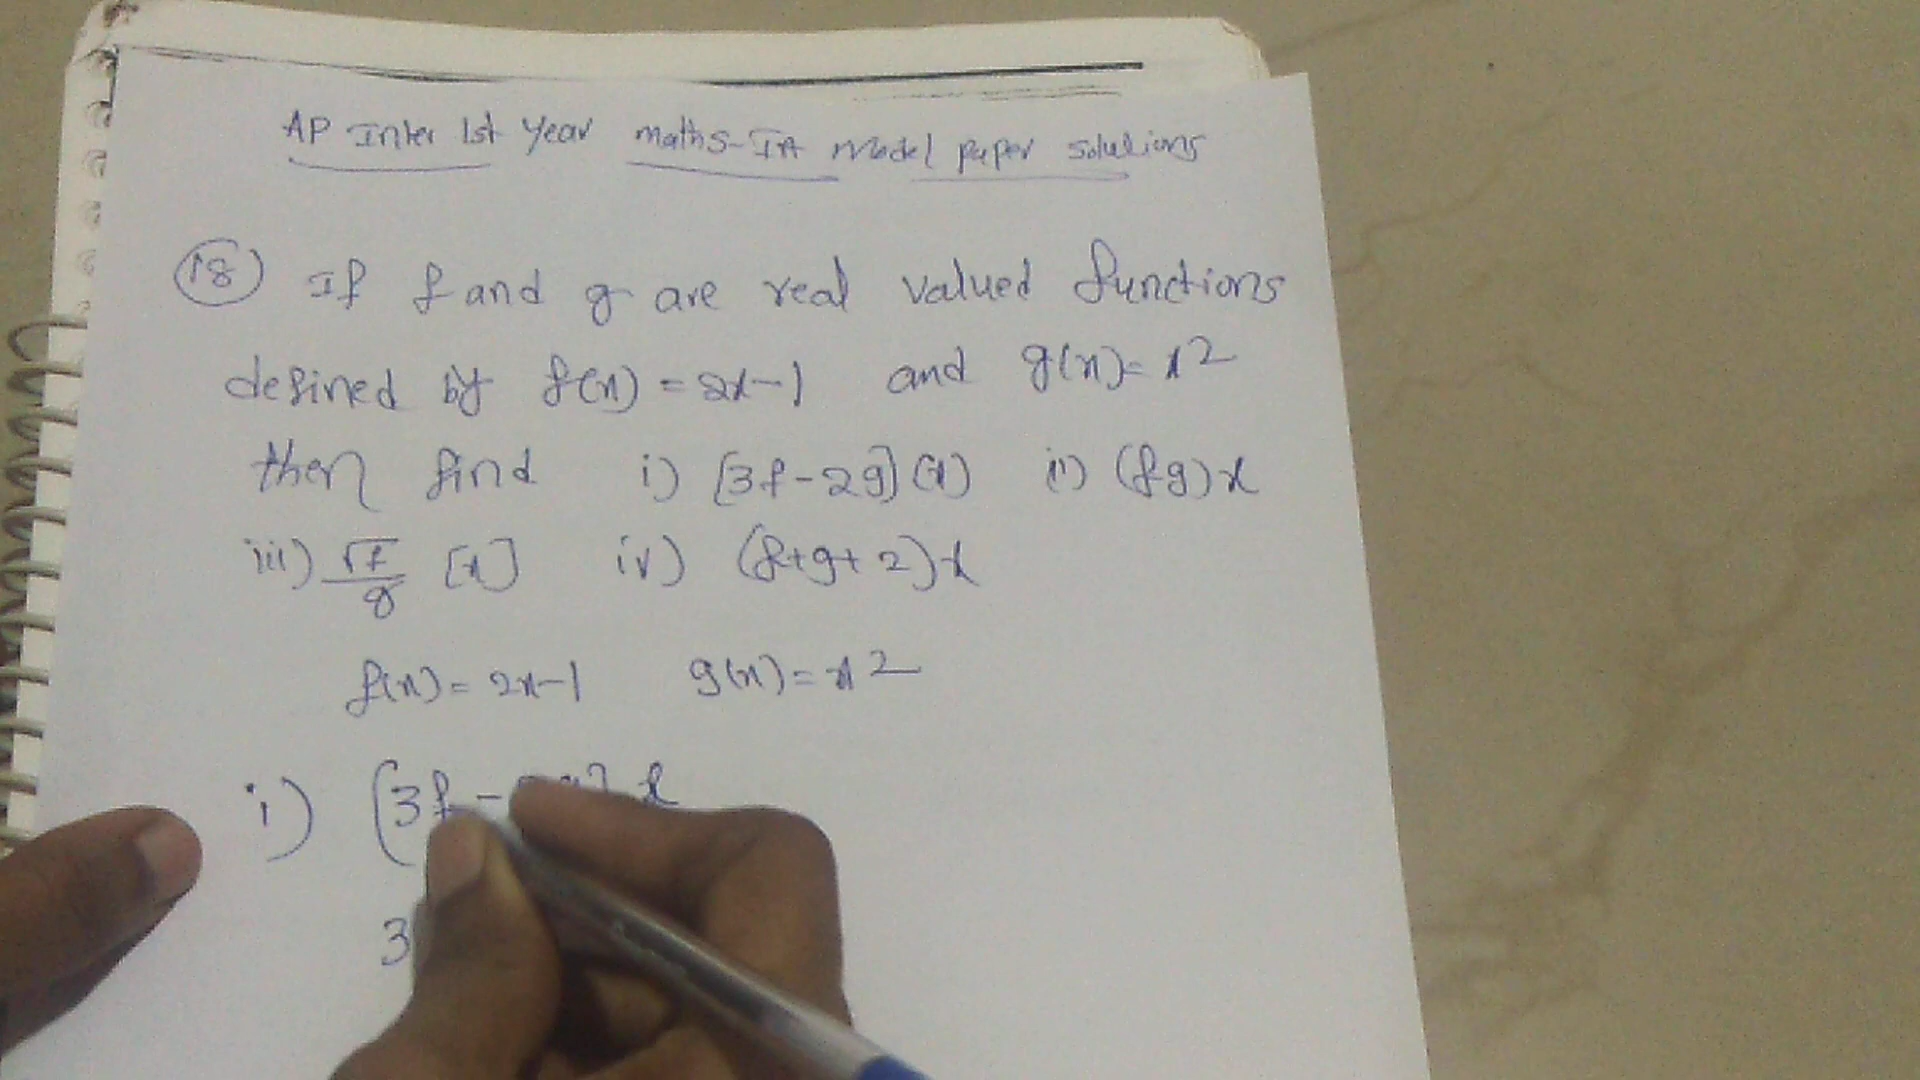 AP Inter 1st Year maths-IA Model paper solutions
18) If f and g are real valued functions
defined by f(x) = 2x-1 and g(x) = x²
then find i) [3f-2g](x) ii) (fg)x
iii) √f/g [x] iv) (f+g+2)x
f(x) = 2x-1 g(x) = x²
i) (3f - x
3